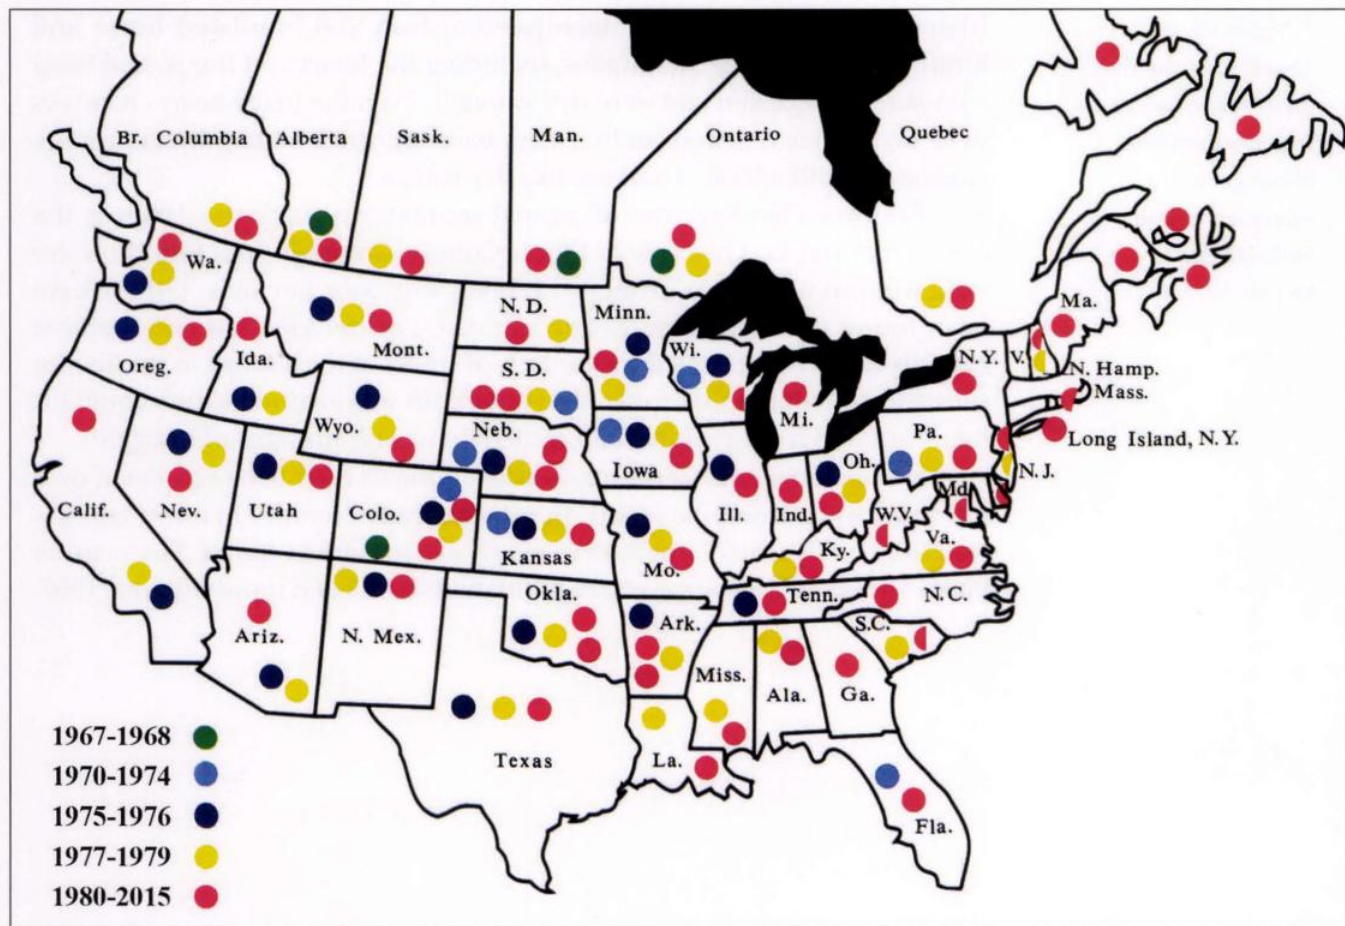 Br. Columbia
Alberta
Sask.
Man.
Ontario
Quebec
Wa.
Oreg.
Ida.
Mont.
N. D.
S. D.
Minn.
Wi.
Mi.
N.Y.
V.
Ma.
N. Hamp.
Mass.
Long Island, N.Y.
N.J.
Pa.
Md.
Wyo.
Neb.
Iowa
Ill.
Ind.
Oh.
W.V.
Va.
Calif.
Nev.
Utah
Colo.
Kansas
Mo.
Ky.
Tenn.
N.C.
S.C.
Ariz.
N. Mex.
Okla.
Ark.
Miss.
Ala.
Ga.
Texas
La.
Fla.
1967-1968
1970-1974
1975-1976
1977-1979
1980-2015